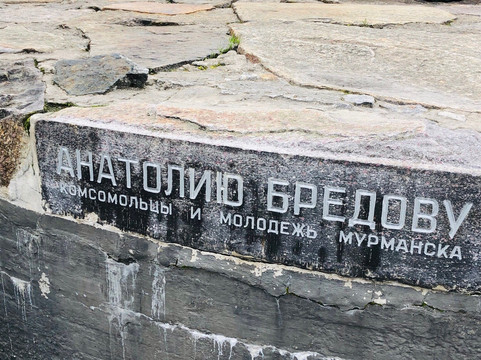 АНАТОЛИЮ БРЕДОВУ
КОМСОМОЛЬЦЫ И МОЛОДЕЖЬ МУРМАНСКА